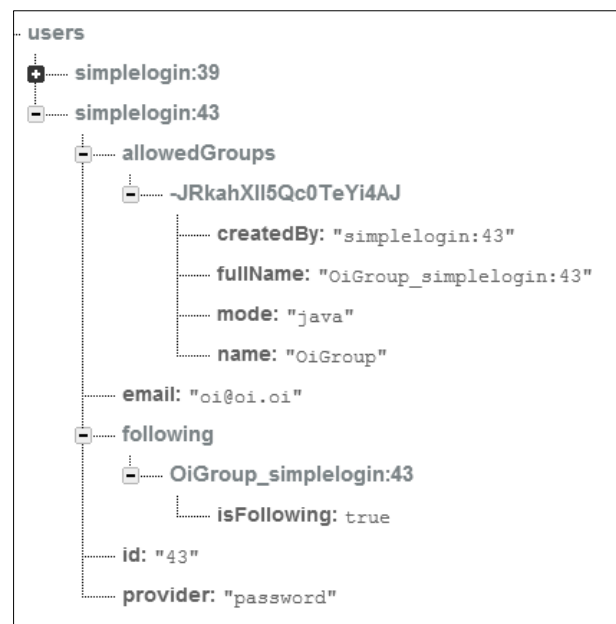 users
simplelogin:39
simplelogin:43
allowedGroups
-JRkahXII5Qc0TeYi4AJ
createdBy: "simplelogin:43"
fullName: "OiGroup_simplelogin:43"
mode: "java"
name: "OiGroup"
email: "oi@oi.oi"
following
OiGroup_simplelogin:43
isFollowing: true
id: "43"
provider: "password"